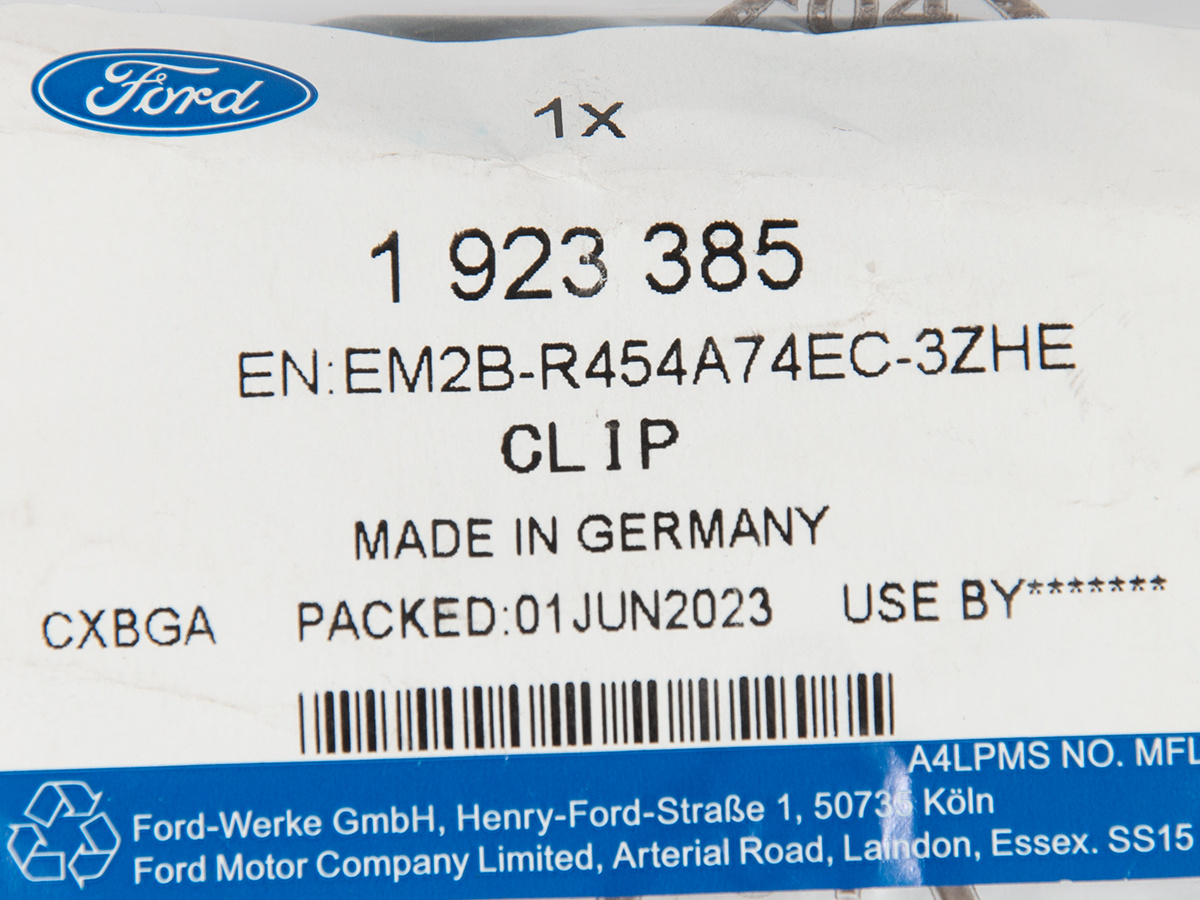 Ford
1X
1 923 385
EN:EM2B-R454A74EC-3ZHE
CLIP
MADE IN GERMANY
CXBGA PACKED:01JUN2023 USE BY*******
A4LPMS NO. MFL
Ford-Werke GmbH, Henry-Ford-Straße 1, 50736 Köln
Ford Motor Company Limited, Arterial Road, Laindon, Essex. SS15